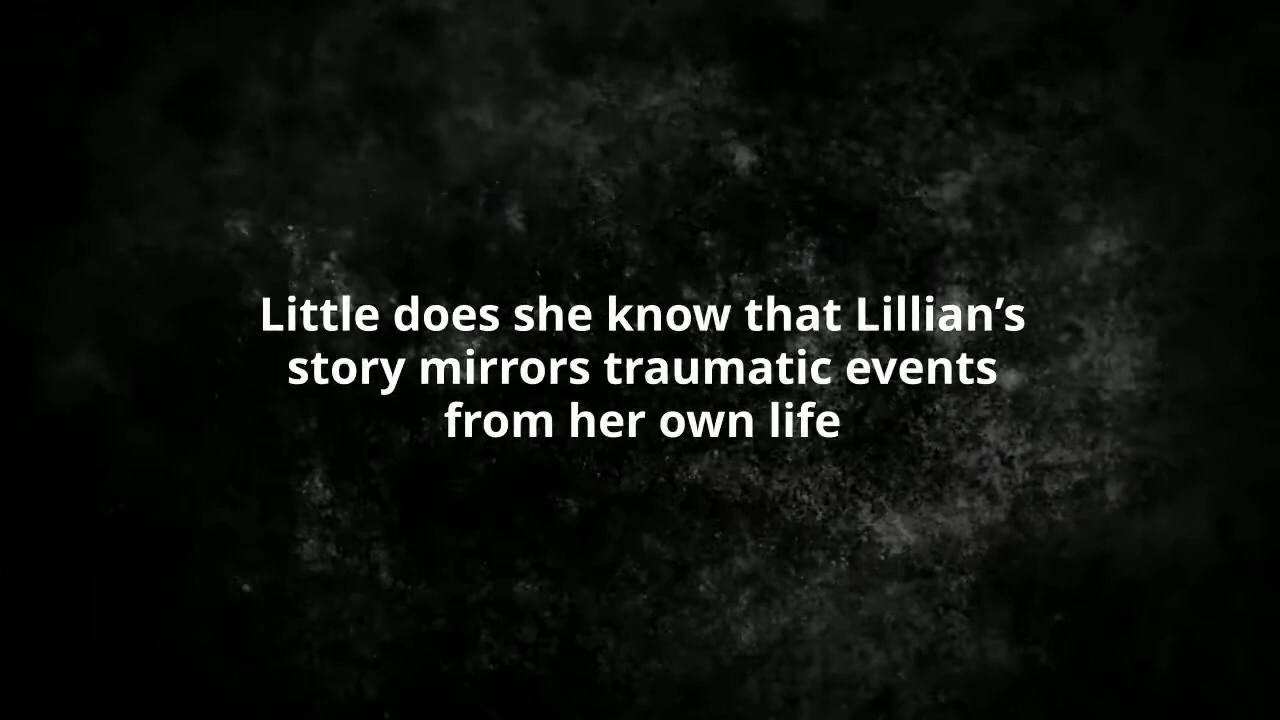 Little does she know that Lillian’s
story mirrors traumatic events
from her own life